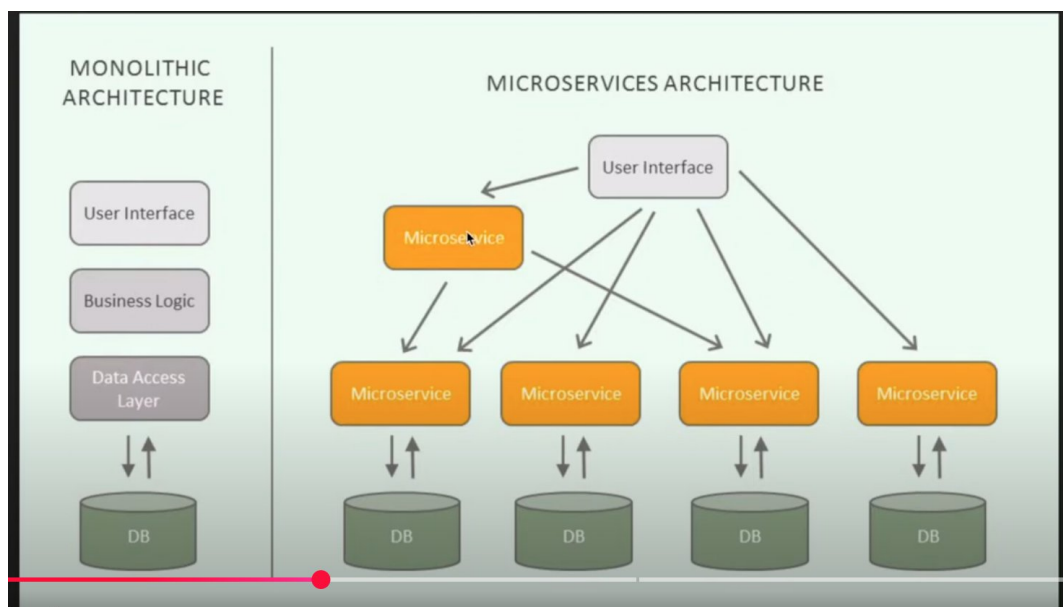 MONOLITHIC
ARCHITECTURE
MICROSERVICES ARCHITECTURE
User Interface
Business Logic
Data Access
Layer
DB
User Interface
Microservice
Microservice
Microservice
Microservice
Microservice
DB
DB
DB
DB